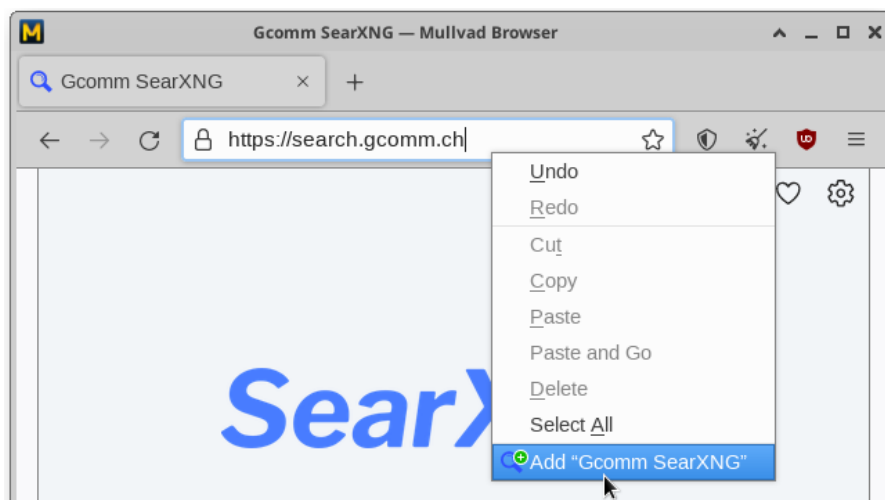 Gcomm SearXNG — Mullvad Browser
Gcomm SearXNG
https://search.gcomm.ch
Undo
Redo
Cut
Copy
Paste
Paste and Go
Delete
Select All
Add “Gcomm SearXNG”
SearX